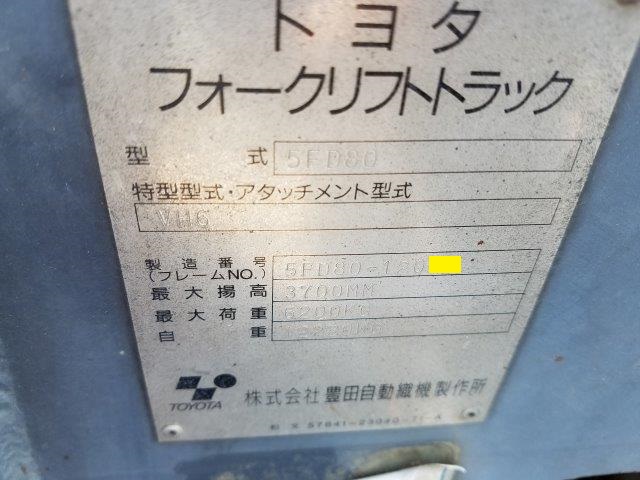 トヨタ
フォークリフトトラック
型 式 5FD80
特型型式・アタッチメント型式
VH6
製造番号
(フレームNO.) 5FD80-1
最大揚高 3700MM
最大荷重 6200KG
自重
TOYOTA 株式会社 豊田自動織機製作所